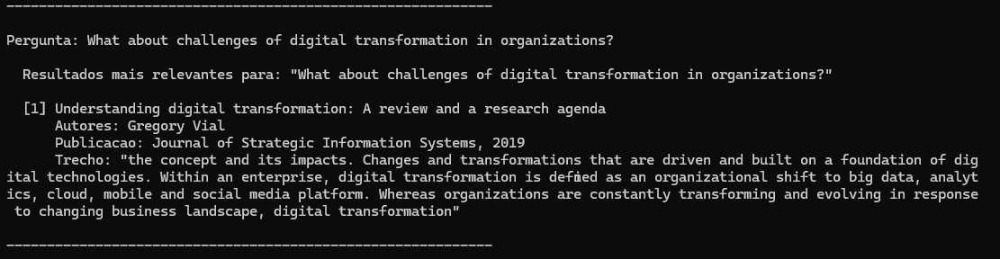 ------------------------------------------------------------
Pergunta: What about challenges of digital transformation in organizations?
Resultados mais relevantes para: "What about challenges of digital transformation in organizations?"
[1] Understanding digital transformation: A review and a research agenda
Autores: Gregory Vial
Publicacao: Journal of Strategic Information Systems, 2019
Trecho: "the concept and its impacts. Changes and transformations that are driven and built on a foundation of dig
ital technologies. Within an enterprise, digital transformation is defined as an organizational shift to big data, analyt
ics, cloud, mobile and social media platform. Whereas organizations are constantly transforming and evolving in response
to changing business landscape, digital transformation"
------------------------------------------------------------